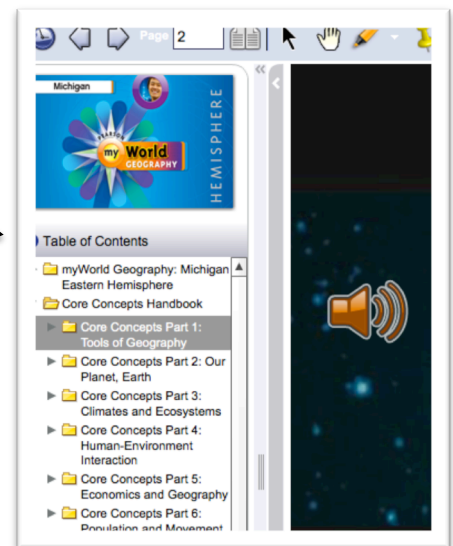 Page 2
Michigan
HEMISPHERE
PEARSON
my World
GEOGRAPHY
Table of Contents
myWorld Geography: Michigan
Eastern Hemisphere
Core Concepts Handbook
Core Concepts Part 1:
Tools of Geography
Core Concepts Part 2: Our
Planet, Earth
Core Concepts Part 3:
Climates and Ecosystems
Core Concepts Part 4:
Human-Environment
Interaction
Core Concepts Part 5:
Economics and Geography
Core Concepts Part 6:
Population and Movement